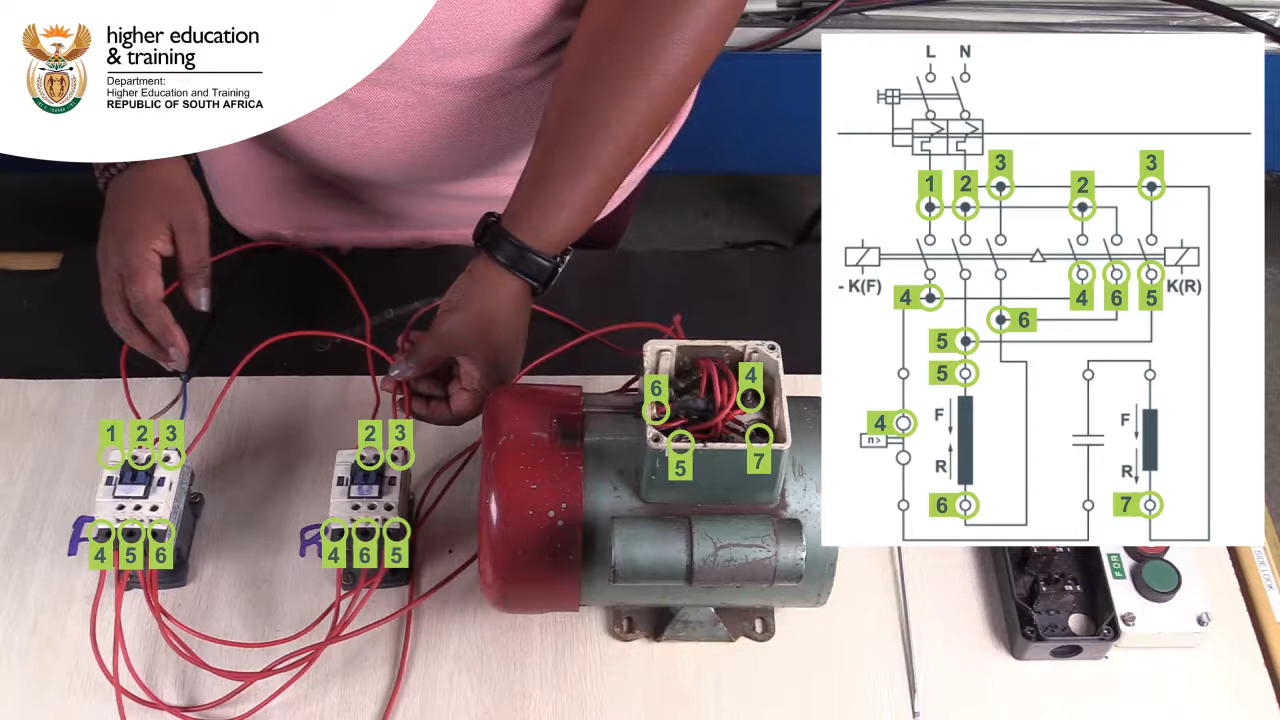 higher education
& training
Department:
Higher Education and Training
REPUBLIC OF SOUTH AFRICA
L N
3 3
1 2 2
- K(F) K(R)
4 4 6 5
6
5
5
F F
4
n>
R R
6 7
1 2 3
2 3
6 4
5 7
F
4 5 6
R
4 6 5
FOR